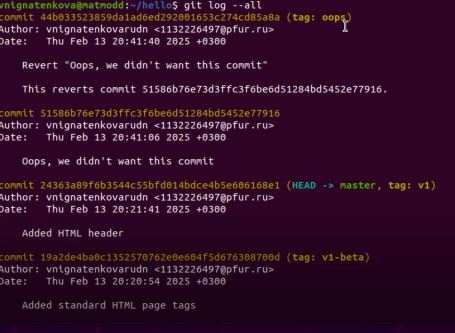 vnignatenkova@matmodd:~/hello$ git log --all
commit 44b033523859da1ad6ed292001653c274cd85a8a (tag: oops)
Author: vnignatenkovarudn <1132226497@pfur.ru>
Date: Thu Feb 13 20:41:40 2025 +0300
Revert "Oops, we didn't want this commit"
This reverts commit 51586b76e73d3ffc3f6be6d51284bd5452e77916.
commit 51586b76e73d3ffc3f6be6d51284bd5452e77916
Author: vnignatenkovarudn <1132226497@pfur.ru>
Date: Thu Feb 13 20:41:06 2025 +0300
Oops, we didn't want this commit
commit 24363a89f6b3544c55bfd014bdce4b5e606168e1 (HEAD -> master, tag: v1)
Author: vnignatenkovarudn <1132226497@pfur.ru>
Date: Thu Feb 13 20:21:41 2025 +0300
Added HTML header
commit 19a2de4ba0c1352570762e0e604f5d676308700d (tag: v1-beta)
Author: vnignatenkovarudn <1132226497@pfur.ru>
Date: Thu Feb 13 20:20:54 2025 +0300
Added standard HTML page tags